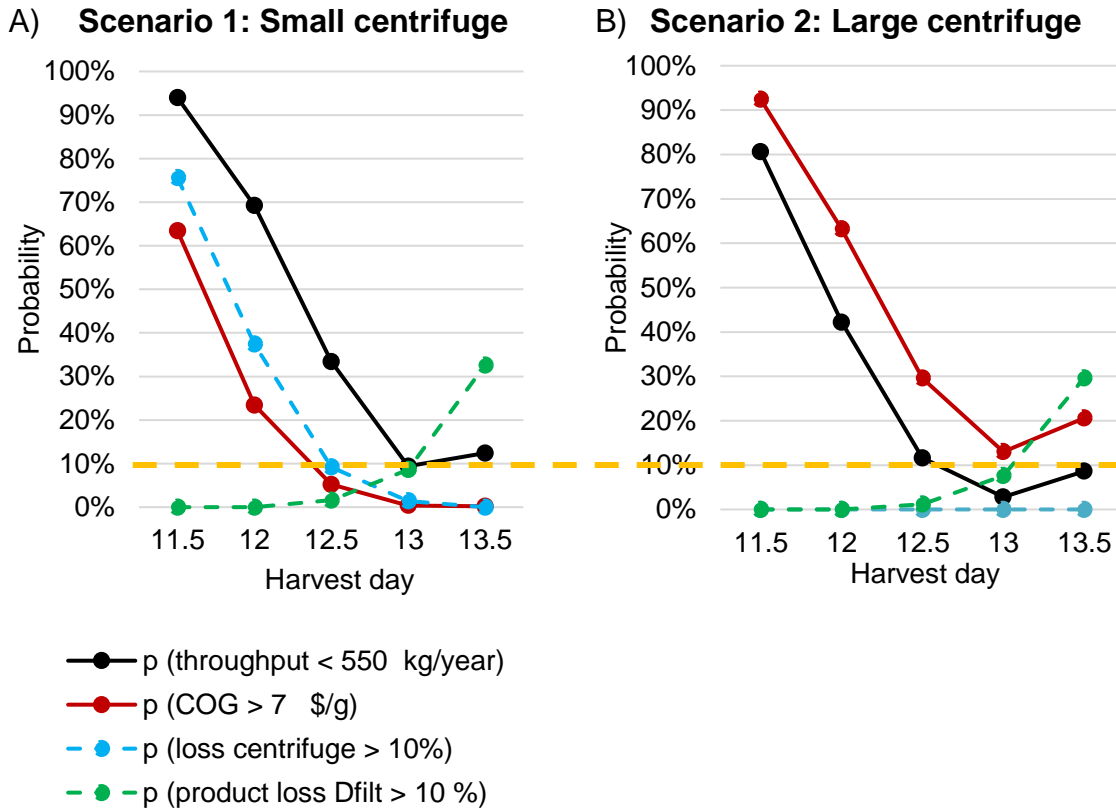 A) Scenario 1: Small centrifuge
100%
90%
80%
70%
60%
50%
40%
30%
20%
10%
0%
Probability
11.5 12 12.5 13 13.5
Harvest day
B) Scenario 2: Large centrifuge
100%
90%
80%
70%
60%
50%
40%
30%
20%
10%
0%
Probability
11.5 12 12.5 13 13.5
Harvest day
p (throughput < 550 kg/year)
p (COG > 7 $/g)
p (loss centrifuge > 10%)
p (product loss Dfilt > 10 %)